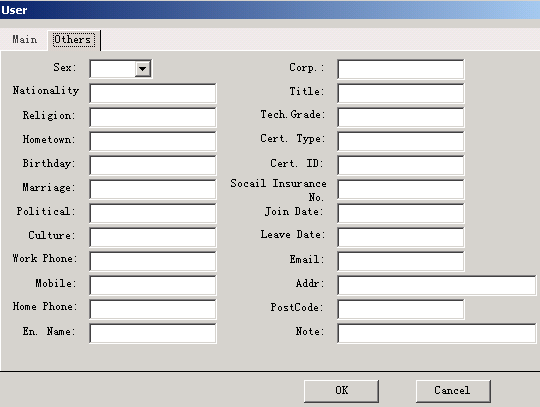 User
Main Others
Sex: Corp.:
Nationality Title:
Religion: Tech.Grade:
Hometown: Cert. Type:
Birthday: Cert. ID:
Marriage: Socail Insurance No.
Political: Join Date:
Culture: Leave Date:
Work Phone: Email:
Mobile: Addr:
Home Phone: PostCode:
En. Name: Note:
OK Cancel